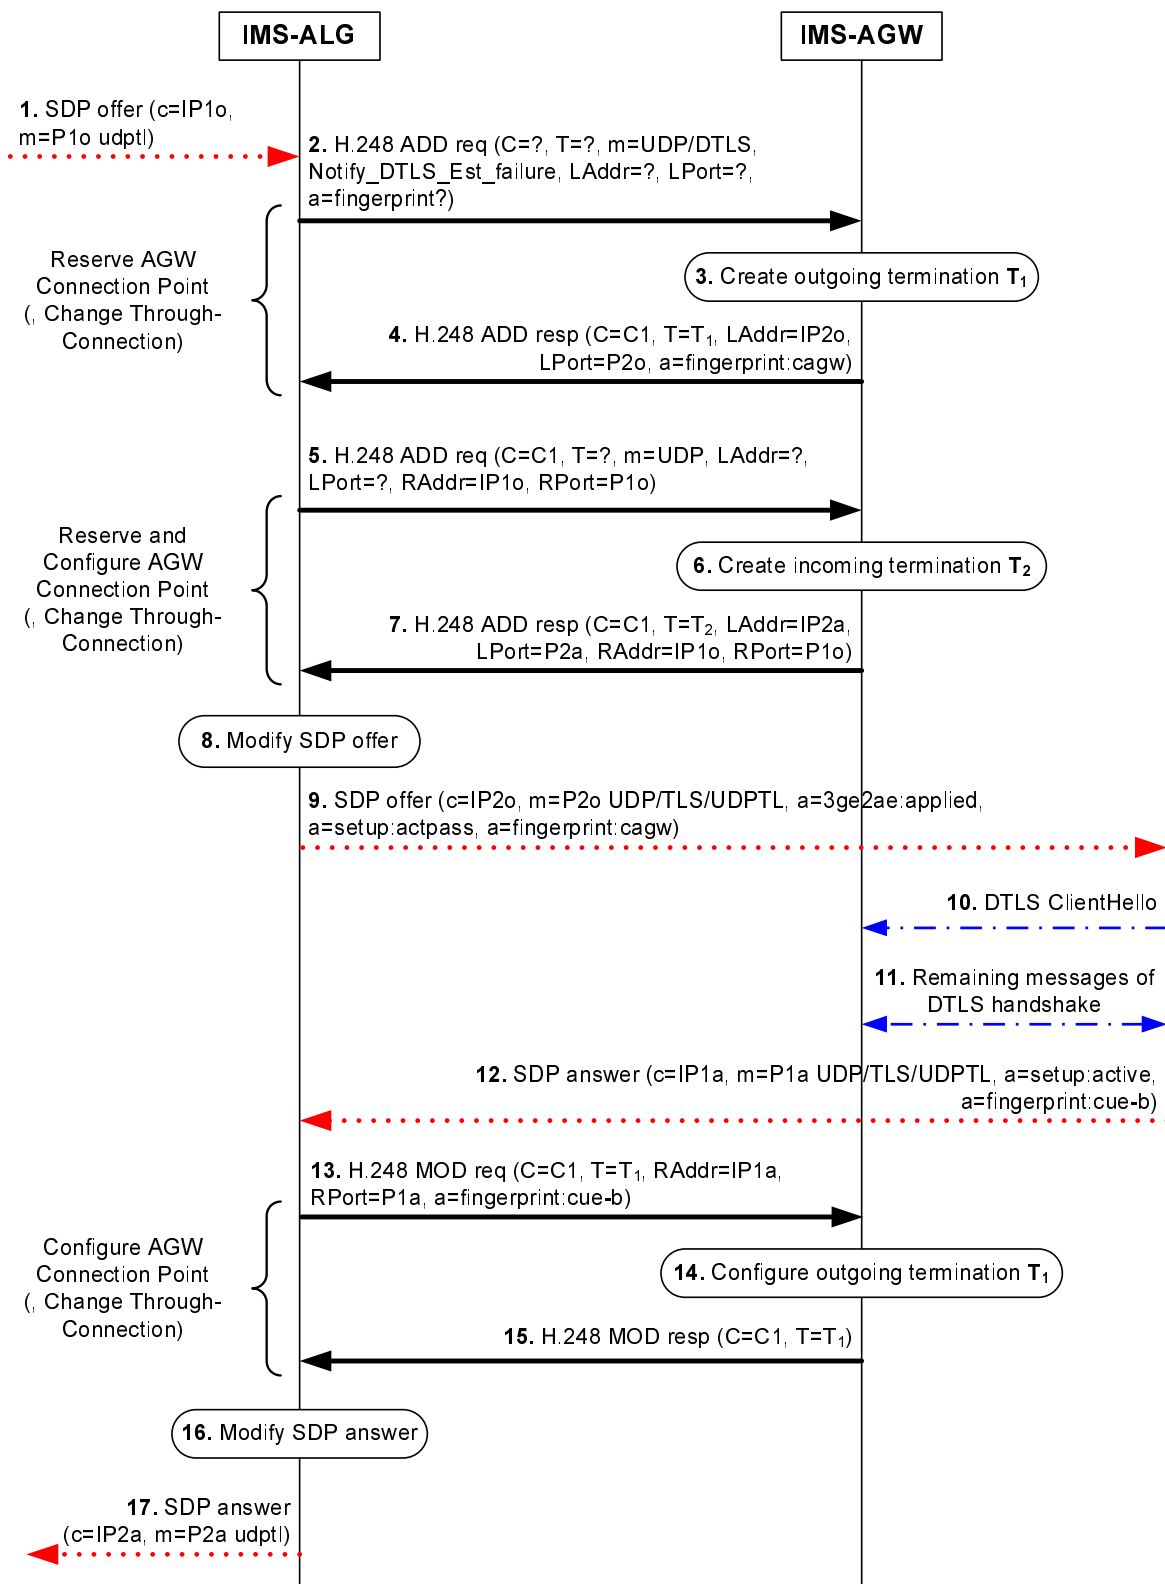 IMS-ALG
IMS-AGW
1. SDP offer (c=IP1o,
m=P1o udptl)
2. H.248 ADD req (C=?, T=?, m=UDP/DTLS,
Notify_DTLS_Est_failure, LAddr=?, LPort=?,
a=fingerprint?)
Reserve AGW
Connection Point
(, Change Through-
Connection)
3. Create outgoing termination T1
4. H.248 ADD resp (C=C1, T=T1, LAddr=IP2o,
LPort=P2o, a=fingerprint:cagw)
5. H.248 ADD req (C=C1, T=?, m=UDP, LAddr=?,
LPort=?, RAddr=IP1o, RPort=P1o)
Reserve and
Configure AGW
Connection Point
(, Change Through-
Connection)
6. Create incoming termination T2
7. H.248 ADD resp (C=C1, T=T2, LAddr=IP2a,
LPort=P2a, RAddr=IP1o, RPort=P1o)
8. Modify SDP offer
9. SDP offer (c=IP2o, m=P2o UDP/TLS/UDPTL, a=3ge2ae:applied,
a=setup:actpass, a=fingerprint:cagw)
10. DTLS ClientHello
11. Remaining messages of
DTLS handshake
12. SDP answer (c=IP1a, m=P1a UDP/TLS/UDPTL, a=setup:active,
a=fingerprint:cue-b)
13. H.248 MOD req (C=C1, T=T1, RAddr=IP1a,
RPort=P1a, a=fingerprint:cue-b)
Configure AGW
Connection Point
(, Change Through-
Connection)
14. Configure outgoing termination T1
15. H.248 MOD resp (C=C1, T=T1)
16. Modify SDP answer
17. SDP answer
(c=IP2a, m=P2a udptl)